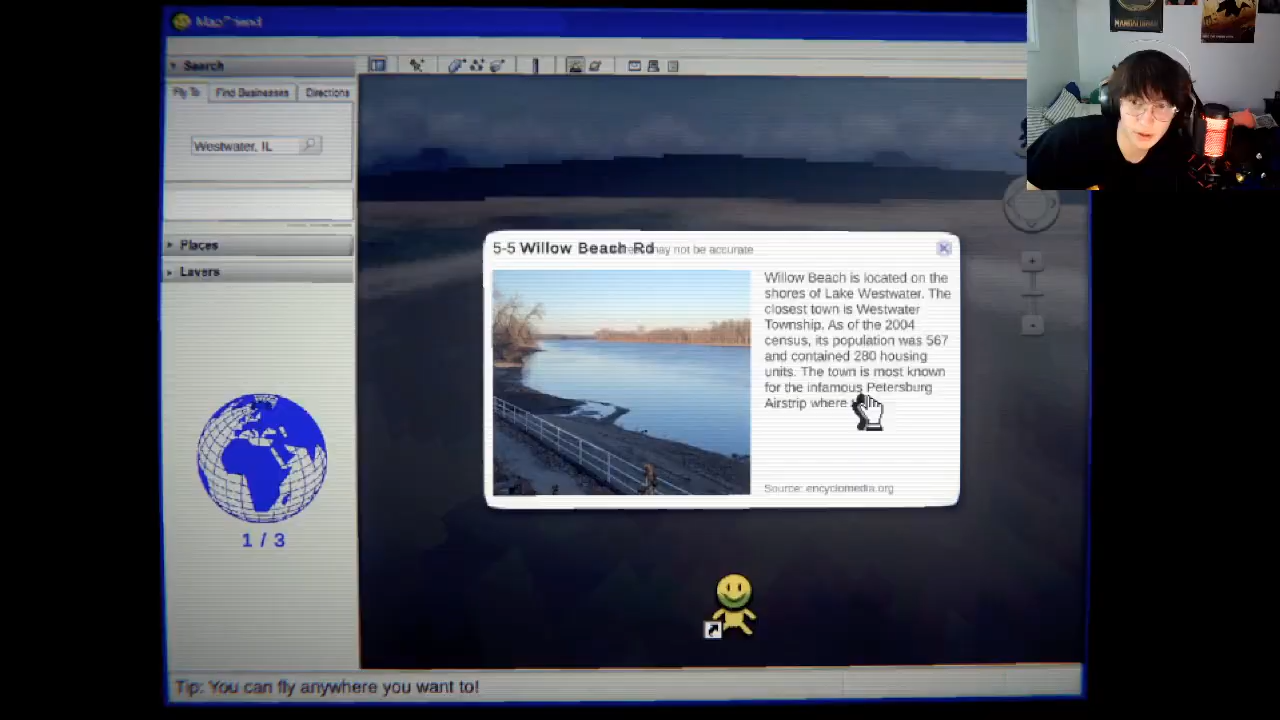 MapFriend
Search
Fly To
Find Businesses
Directions
Westwater, IL
Places
Layers
1 / 3
5-5 Willow Beach Rd
may not be accurate
Willow Beach is located on the
shores of Lake Westwater. The
closest town is Westwater
Township. As of the 2004
census, its population was 567
and contained 280 housing
units. The town is most known
for the infamous Petersburg
Airstrip where
Source: encyclomedia.org
+
-
Tip: You can fly anywhere you want to!
MANDALORIAN